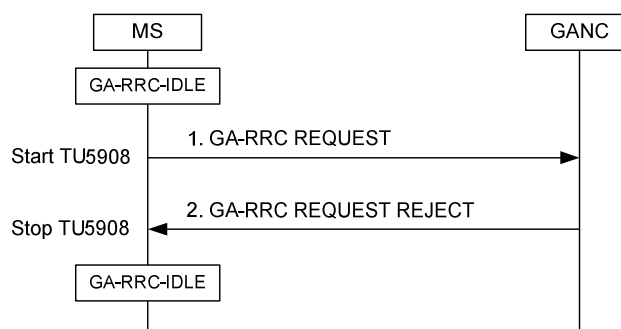 MS
GANC
GA-RRC-IDLE
1. GA-RRC REQUEST
Start TU5908
2. GA-RRC REQUEST REJECT
Stop TU5908
GA-RRC-IDLE